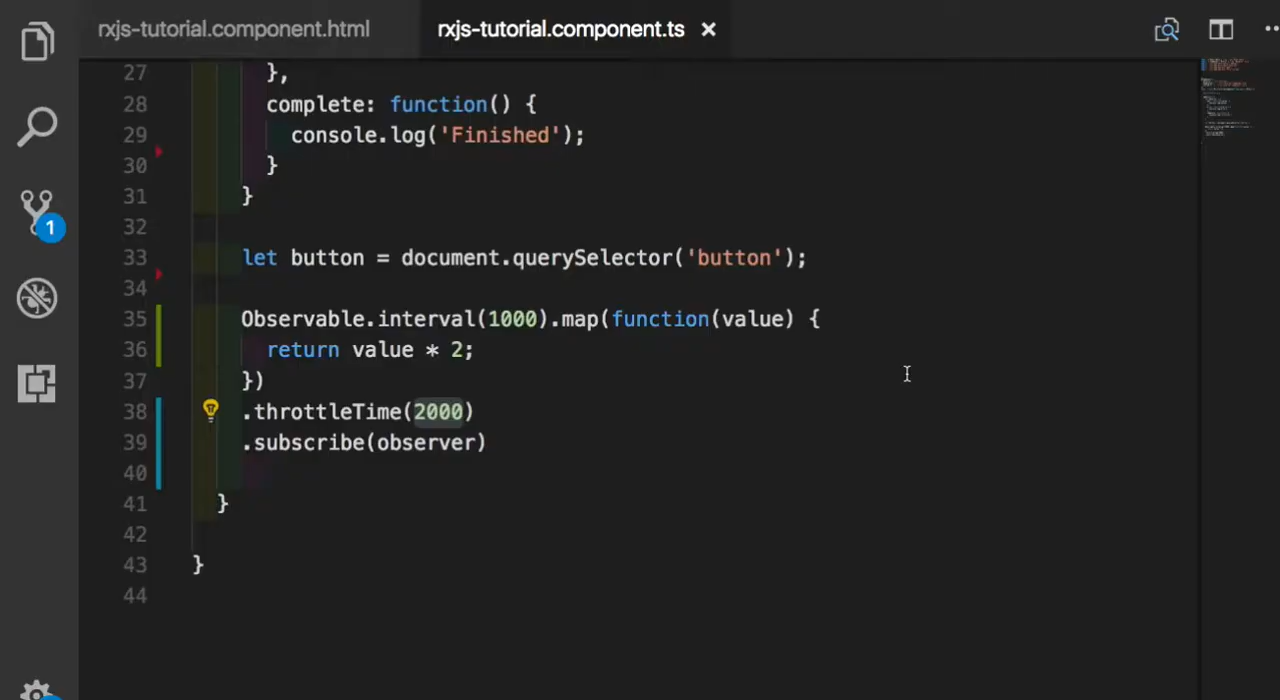 rxjs-tutorial.component.html rxjs-tutorial.component.ts ×
27 },
28 complete: function() {
29 console.log('Finished');
30 }
31 }
32
33 let button = document.querySelector('button');
34
35 Observable.interval(1000).map(function(value) {
36 return value * 2;
37 })
38 .throttleTime(2000)
39 .subscribe(observer)
40
41 }
42
43 }
44
1